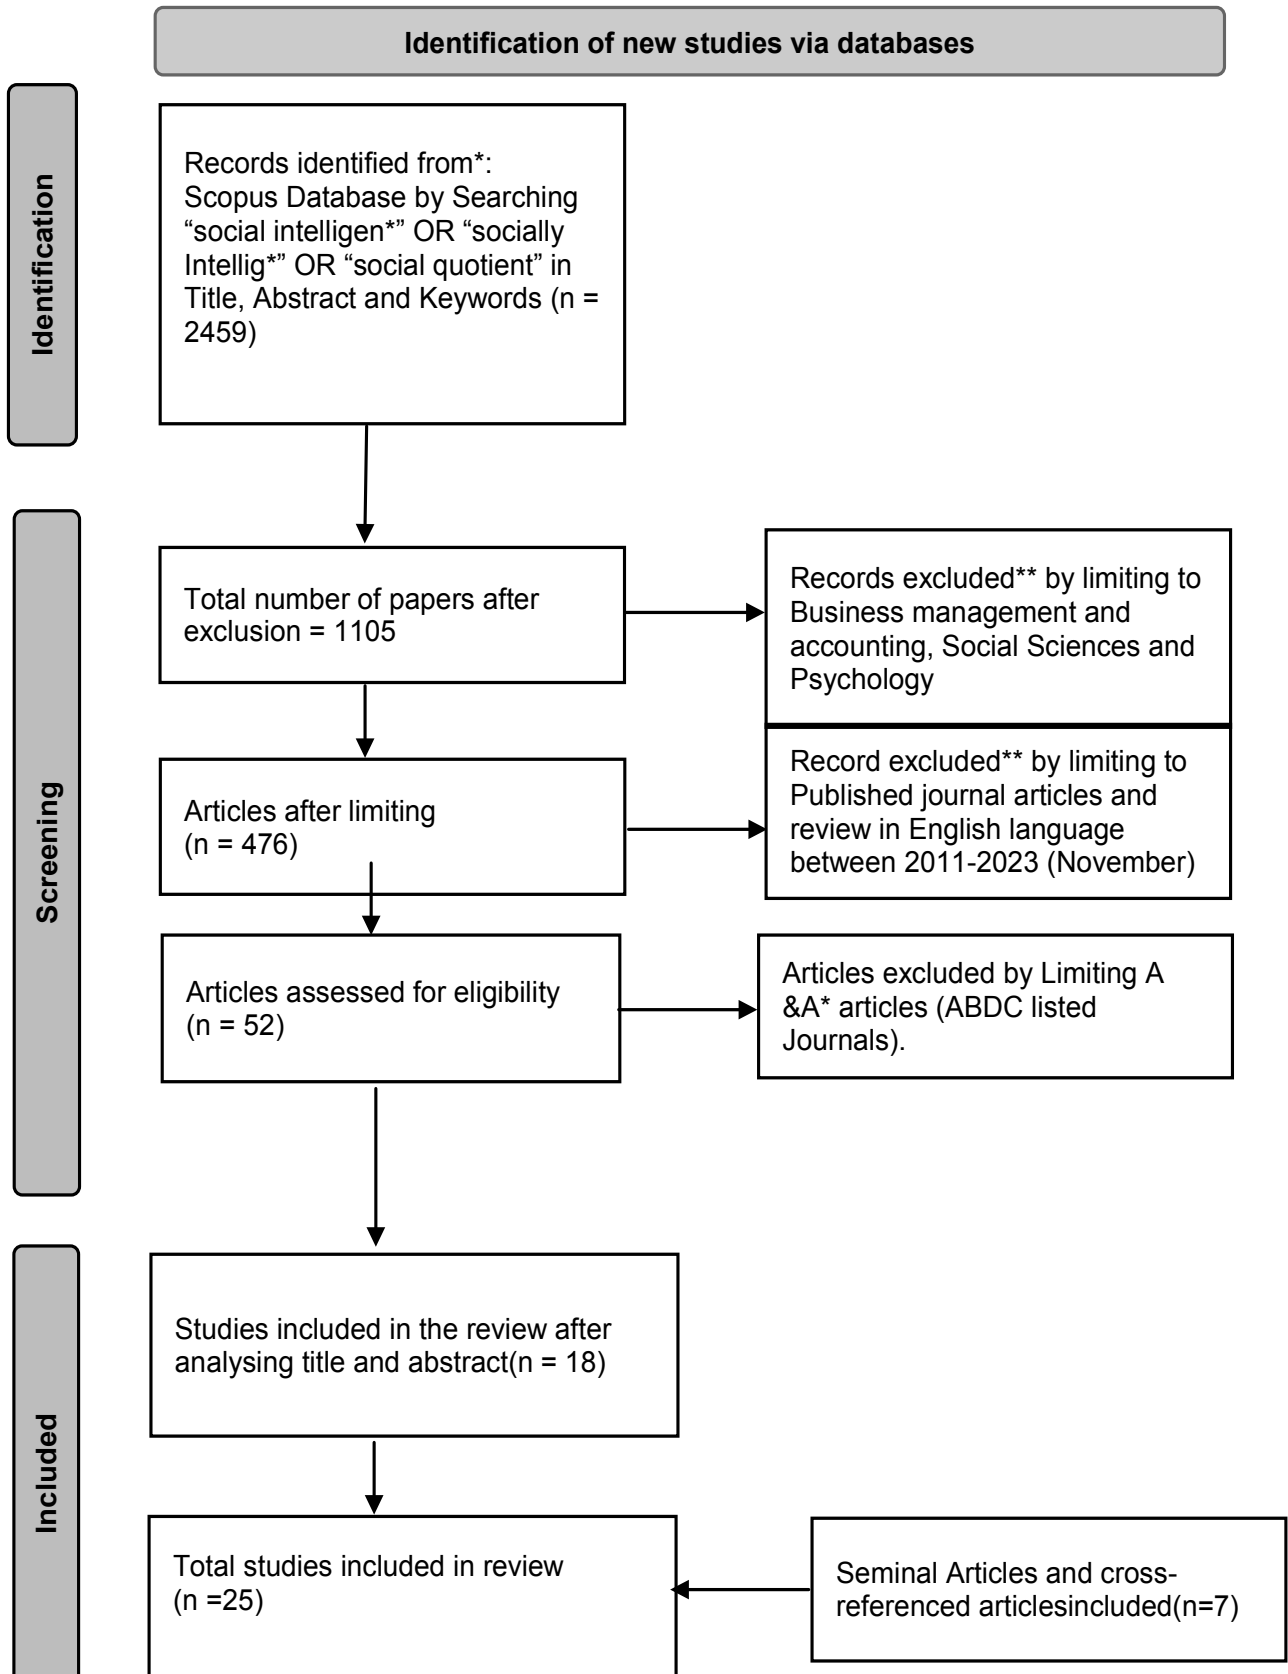 Identification of new studies via databases
Identification
Records identified from*:
Scopus Database by Searching
“social intelligen*” OR “socially
Intellig*” OR “social quotient” in
Title, Abstract and Keywords (n =
2459)
Screening
Total number of papers after
exclusion = 1105
Records excluded** by limiting to
Business management and
accounting, Social Sciences and
Psychology
Articles after limiting
(n = 476)
Record excluded** by limiting to
Published journal articles and
review in English language
between 2011-2023 (November)
Articles assessed for eligibility
(n = 52)
Articles excluded by Limiting A
&A* articles (ABDC listed
Journals).
Included
Studies included in the review after
analysing title and abstract(n = 18)
Total studies included in review
(n =25)
Seminal Articles and cross-
referenced articlesincluded(n=7)